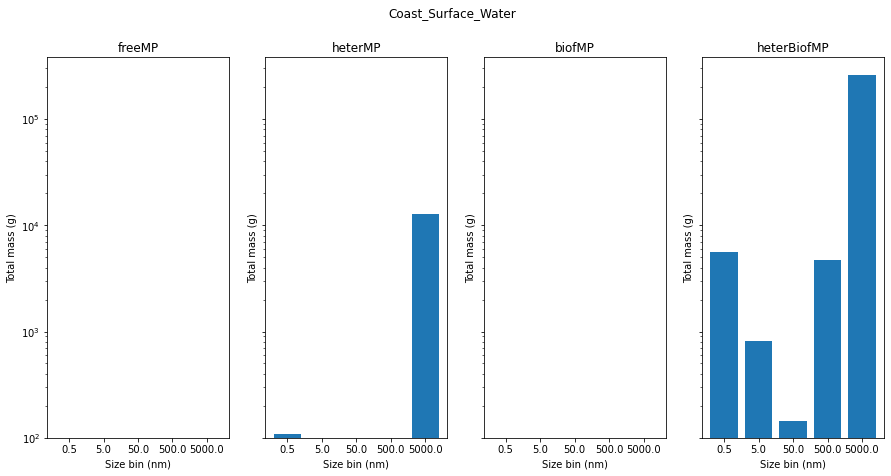 Coast_Surface_Water
freeMP
heterMP
biofMP
heterBiofMP
Total mass (g)
10^5
10^4
10^3
10^2
0.5 5.0 50.0 500.0 5000.0
Size bin (nm)
Total mass (g)
0.5 5.0 50.0 500.0 5000.0
Size bin (nm)
Total mass (g)
0.5 5.0 50.0 500.0 5000.0
Size bin (nm)
Total mass (g)
0.5 5.0 50.0 500.0 5000.0
Size bin (nm)